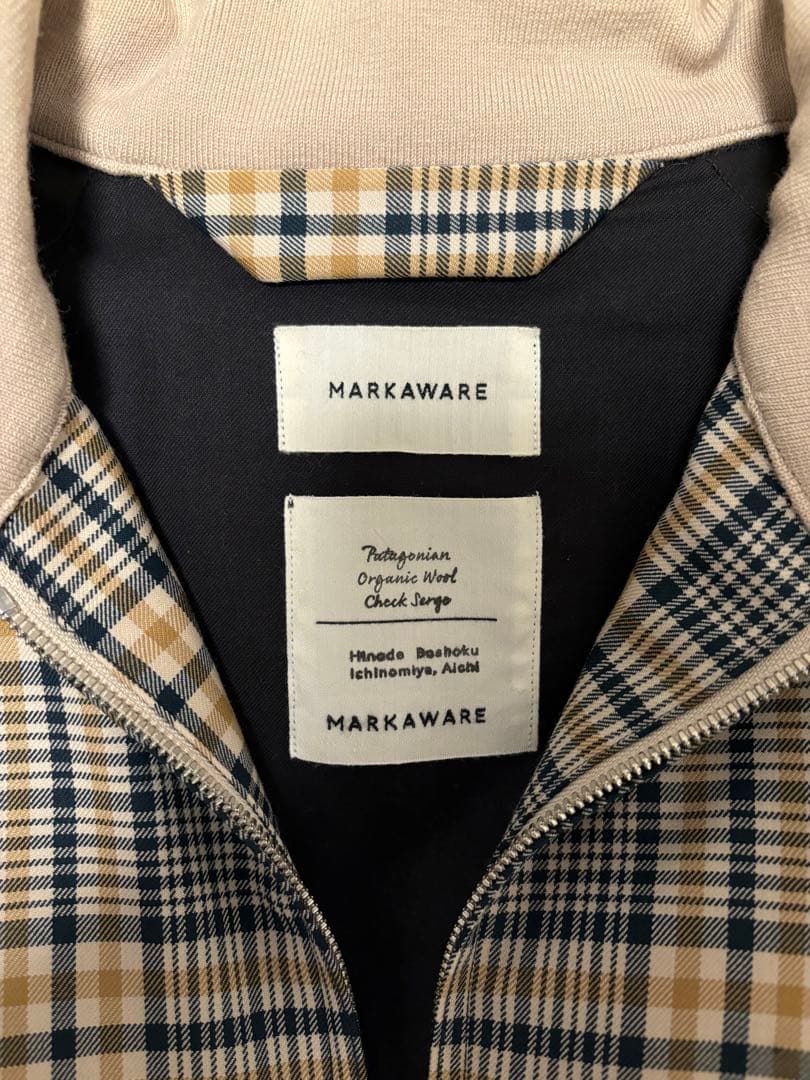 MARKAWARE
Patagonian
Organic Wool
Check Serge
Hinode Boshoku
Ichinomiya, Aichi
MARKAWARE